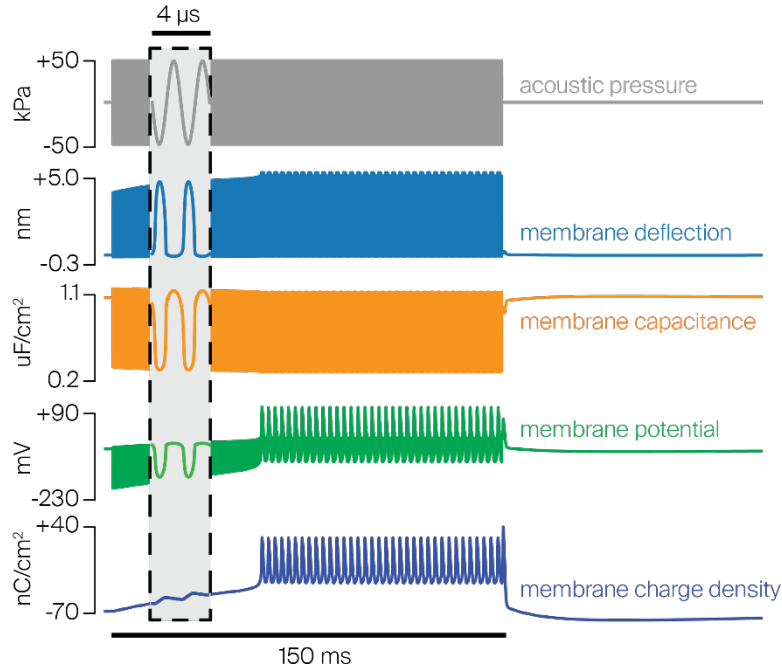 4 µs
+50
kPa
-50
acoustic pressure
+5.0
nm
-0.3
membrane deflection
1.1
uF/cm²
0.2
membrane capacitance
+90
mV
-230
membrane potential
+40
nC/cm²
-70
membrane charge density
150 ms